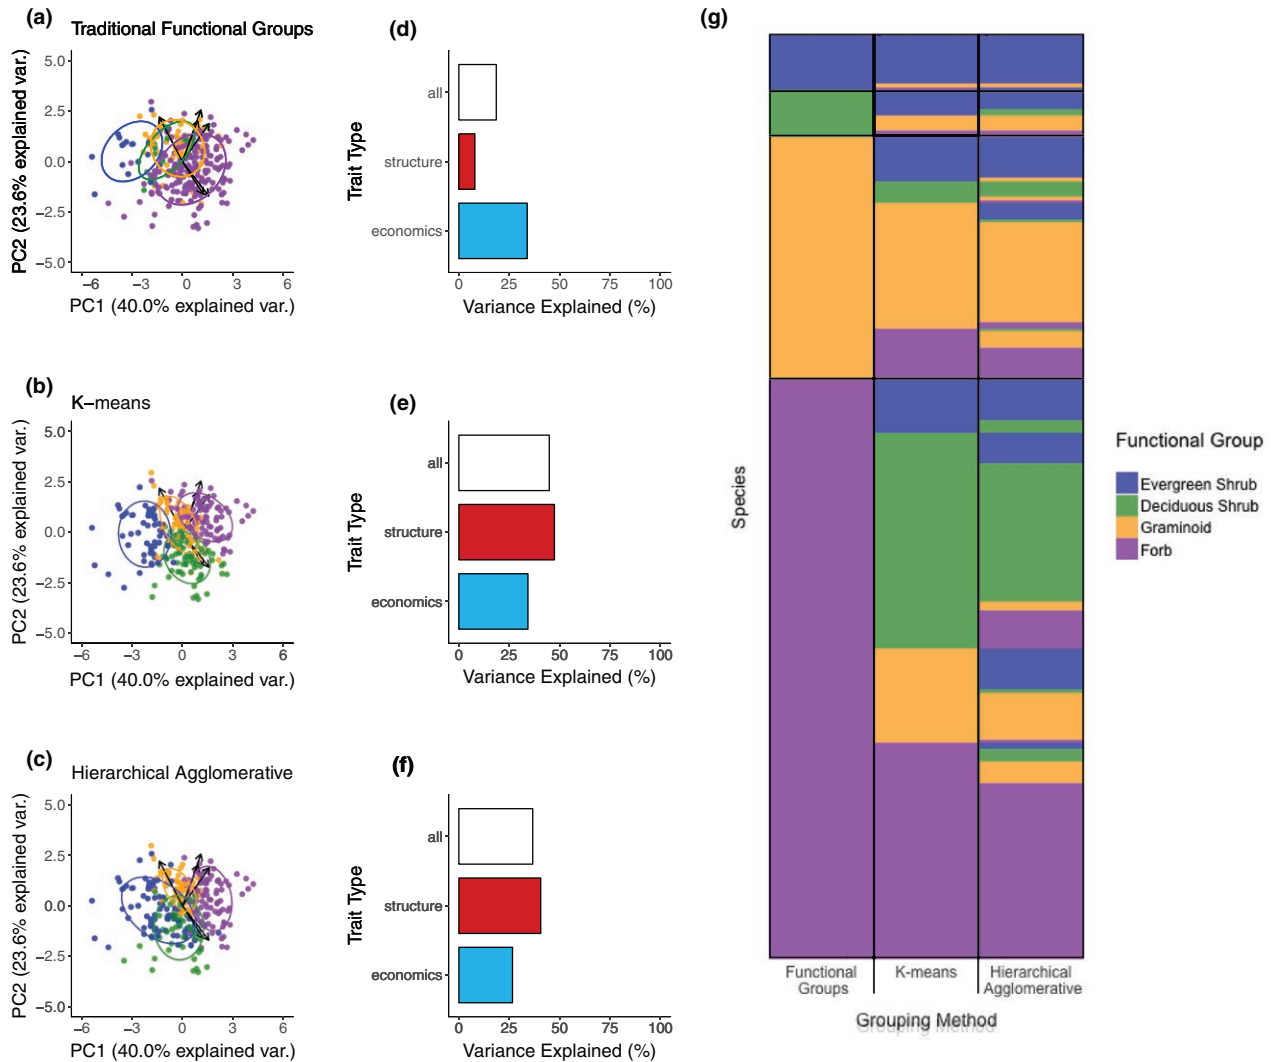 (a)
Traditional Functional Groups
PC2 (23.6% explained var.)
5.0
2.5
0.0
−2.5
−5.0
−6 −3 0 3 6
PC1 (40.0% explained var.)
(d)
Trait Type
all
structure
economics
0 25 50 75 100
Variance Explained (%)
(b)
K−means
PC2 (23.6% explained var.)
5.0
2.5
0.0
−2.5
−5.0
−6 −3 0 3 6
PC1 (40.0% explained var.)
(e)
Trait Type
all
structure
economics
0 25 50 75 100
Variance Explained (%)
(c)
Hierarchical Agglomerative
PC2 (23.6% explained var.)
5.0
2.5
0.0
−2.5
−5.0
−6 −3 0 3 6
PC1 (40.0% explained var.)
(f)
Trait Type
all
structure
economics
0 25 50 75 100
Variance Explained (%)
(g)
Species
Functional
Groups
K-means
Hierarchical
Agglomerative
Grouping Method
Functional Group
Evergreen Shrub
Deciduous Shrub
Graminoid
Forb